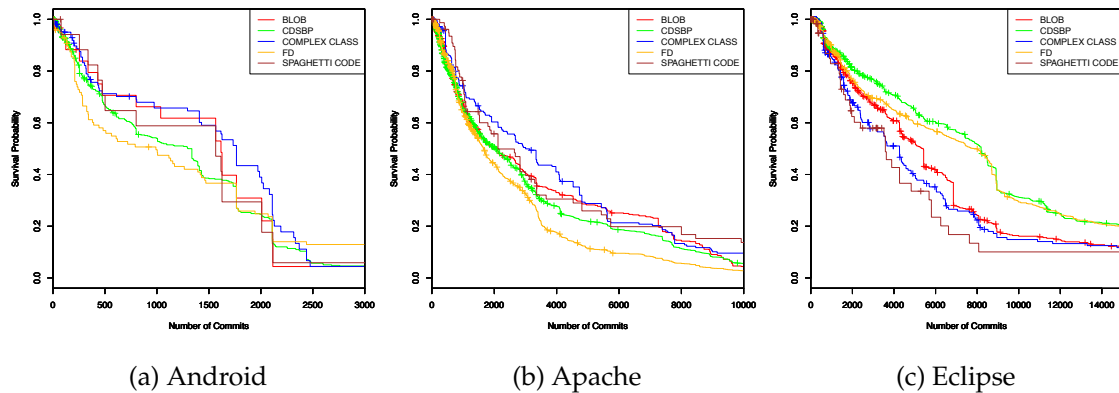 BLOB
CDSBP
COMPLEX CLASS
FD
SPAGHETTI CODE
Survival Probability
1.0
0.8
0.6
0.4
0.2
0.0
0 500 1000 1500 2000 2500 3000
Number of Commits
(a) Android
BLOB
CDSBP
COMPLEX CLASS
FD
SPAGHETTI CODE
Survival Probability
1.0
0.8
0.6
0.4
0.2
0.0
0 2000 4000 6000 8000 10000
Number of Commits
(b) Apache
BLOB
CDSBP
COMPLEX CLASS
FD
SPAGHETTI CODE
Survival Probability
1.0
0.8
0.6
0.4
0.2
0.0
0 2000 4000 6000 8000 10000 14000
Number of Commits
(c) Eclipse